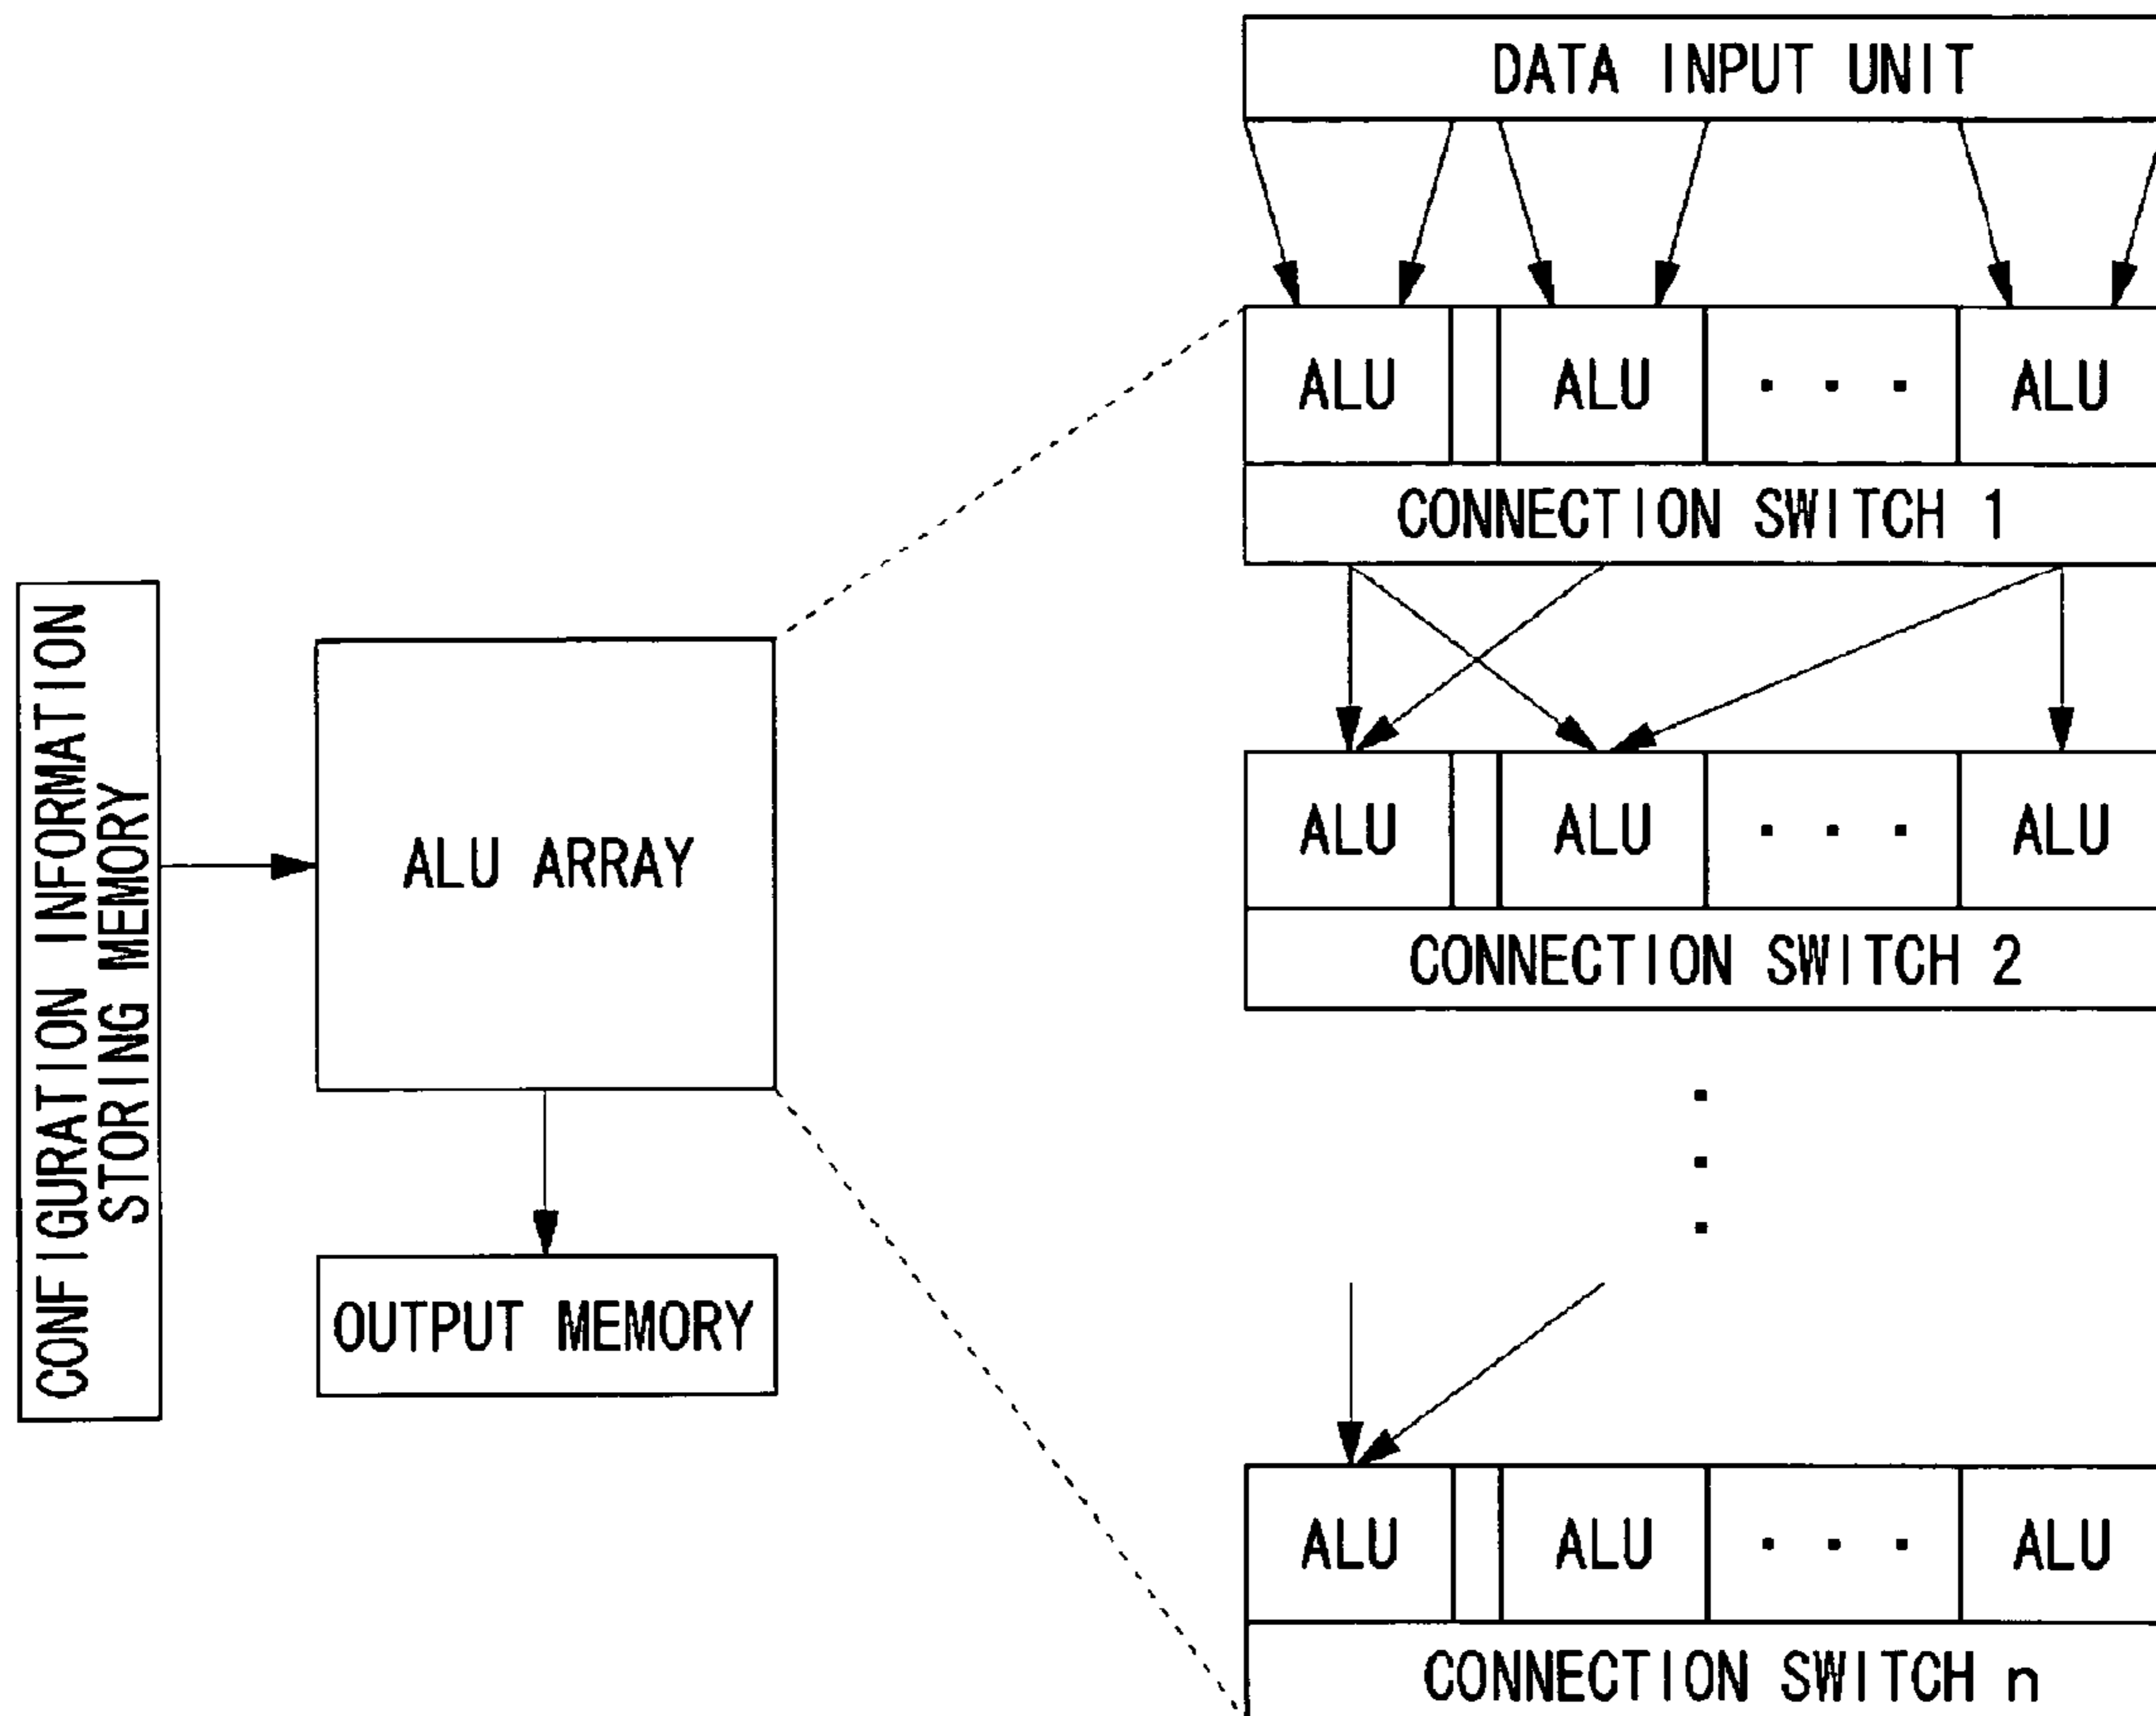 DATA INPUT UNIT
ALU ALU ・・・ ALU
CONNECTION SWITCH 1
ALU ALU ・・・ ALU
CONNECTION SWITCH 2
ALU ALU ・・・ ALU
CONNECTION SWITCH n
CONFIGURATION INFORMATION
STORING MEMORY
ALU ARRAY
OUTPUT MEMORY